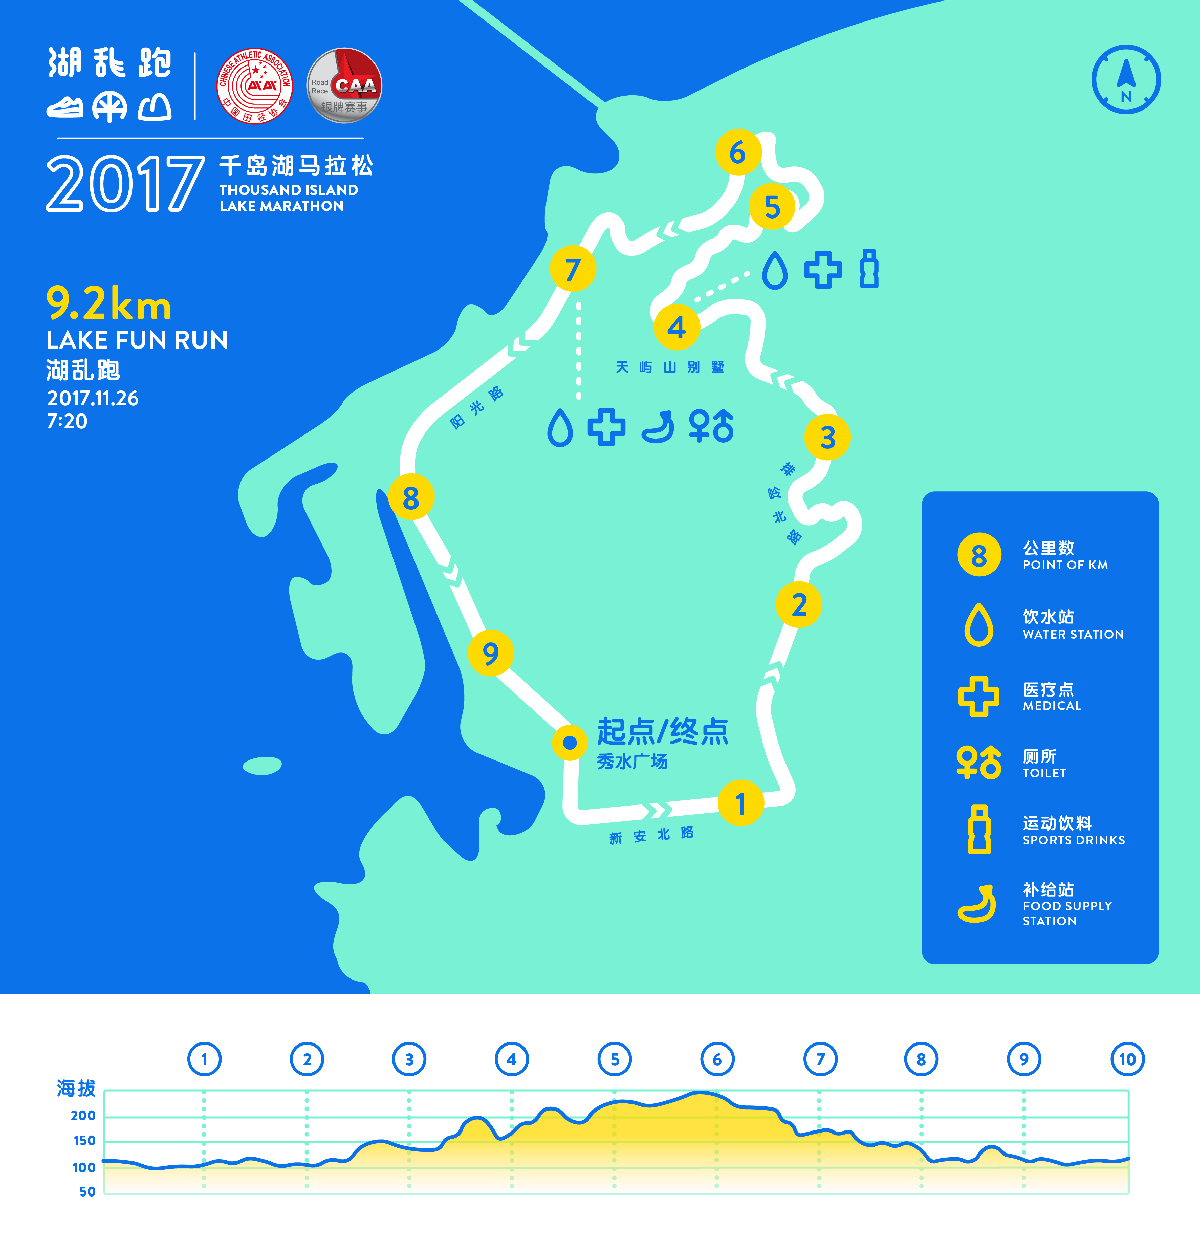 湖乱跑
CHINESE ATHLETIC ASSOCIATION
中国田径协会
Road
Race
CAA
银牌赛事
2017
千岛湖马拉松
THOUSAND ISLAND
LAKE MARATHON
N
9.2km
LAKE FUN RUN
湖乱跑
2017.11.26
7:20
6
5
7
4
天屿山别墅
阳光路
3
排岭北路
8
2
9
起点/终点
秀水广场
1
新安北路
8
公里数
POINT OF KM
饮水站
WATER STATION
医疗点
MEDICAL
厕所
TOILET
运动饮料
SPORTS DRINKS
补给站
FOOD SUPPLY
STATION
1 2 3 4 5 6 7 8 9 10
海拔
200
150
100
50